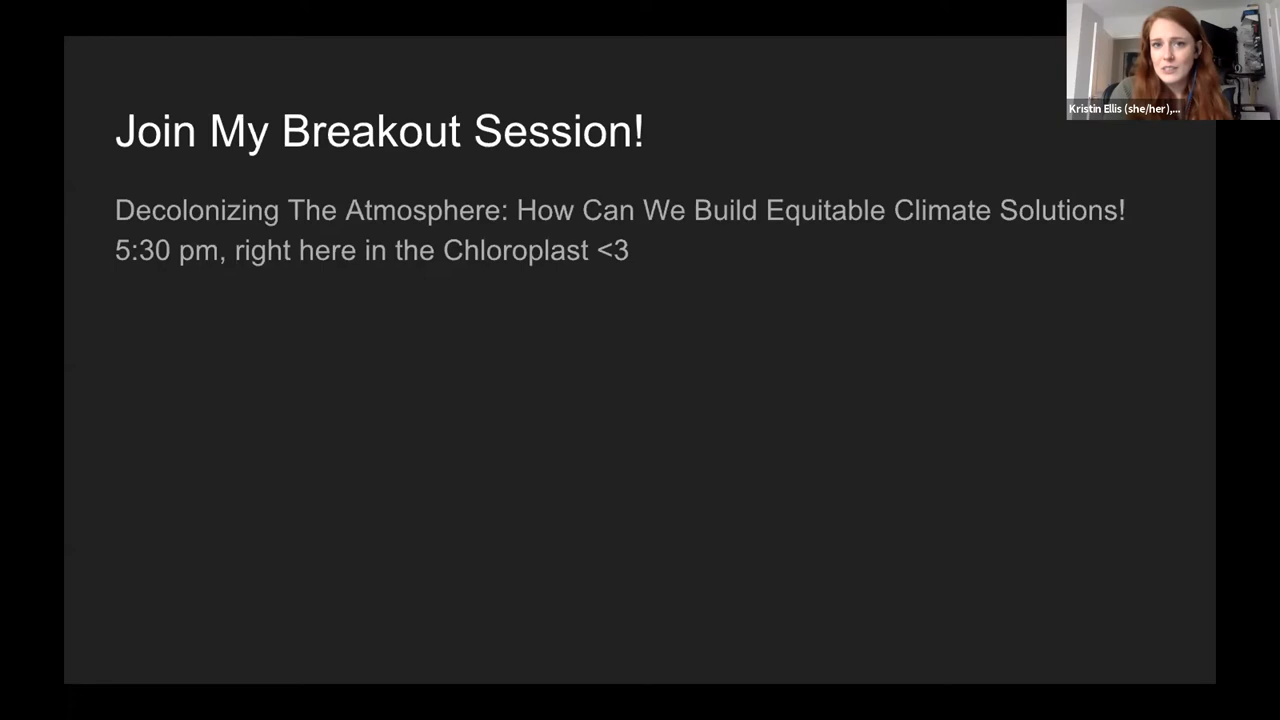 Join My Breakout Session!
Decolonizing The Atmosphere: How Can We Build Equitable Climate Solutions!
5:30 pm, right here in the Chloroplast <3
Kristin Ellis (she/her),...